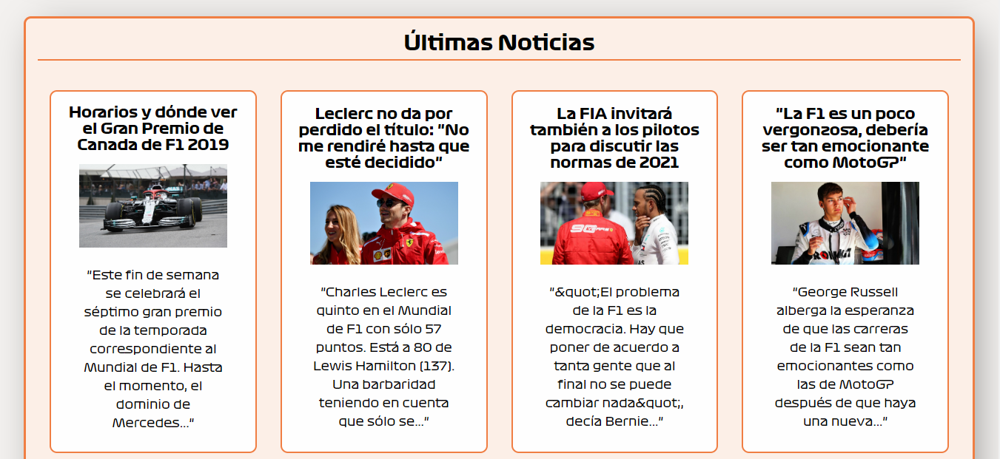 Últimas Noticias
Horarios y dónde ver
el Gran Premio de
Canada de F1 2019
"Este fin de semana
se celebrará el
séptimo gran premio
de la temporada
correspondiente al
Mundial de F1. Hasta
el momento, el
dominio de
Mercedes..."
Leclerc no da por
perdido el título: "No
me rendiré hasta que
esté decidido"
"Charles Leclerc es
quinto en el Mundial
de F1 con sólo 57
puntos. Está a 80 de
Lewis Hamilton (137).
Una barbaridad
teniendo en cuenta
que sólo se..."
La FIA invitará
también a los pilotos
para discutir las
normas de 2021
"&quot;El problema
de la F1 es la
democracia. Hay que
poner de acuerdo a
tanta gente que al
final no se puede
cambiar nada&quot;,
decía Bernie..."
"La F1 es un poco
vergonzosa, debería
ser tan emocionante
como MotoGP"
"George Russell
alberga la esperanza
de que las carreras
de la F1 sean tan
emocionantes como
las de MotoGP
después de que haya
una nueva..."